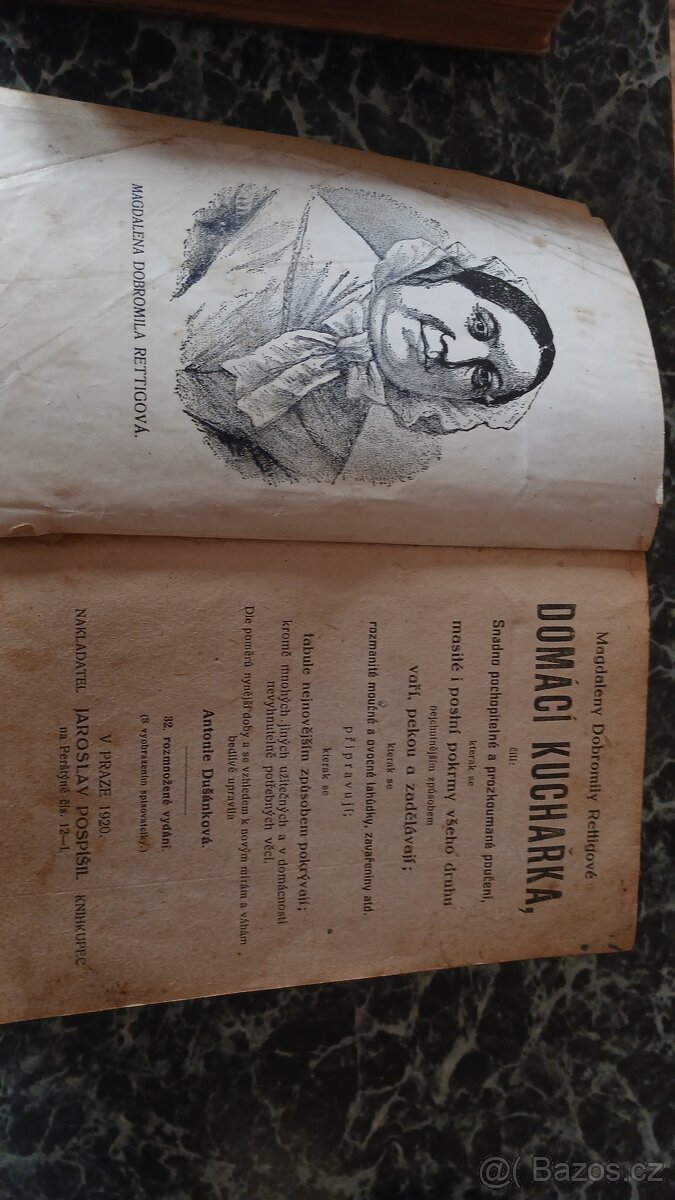 MAGDALENA DOBROMILA RETTIGOVÁ.
Magdaleny Dobromily Rettigové:
DOMÁCÍ KUCHAŘKA,
čili:
Snadno pochopitelné a prozkoumané poučení,
kterak se
masité i postní pokrmy všeho druhu
nejchutnějším způsobem
vaří, pekou a zadělávají;
kterak se
rozmanité moučné a ovocné lahůdky, zavařeniny atd.
připravují;
kterak se
tabule nejnovějším způsobem pokrývají;
kromě mnohých jiných užitečných a v domácnosti
nevyhnutelně potřebných věcí.
Dle poměrů nynější doby a se vzhledem k novým mírám a váhám
bedlivě upravila
Antonie Dušánková.
32. rozmnožené vydání.
(S vyobrazením spisovatelky.)
V PRAZE 1920.
NAKLADATEL JAROSLAV POSPÍŠIL KNIHKUPEC
na Perštýně čís. 12—I.
@ Bazos.cz